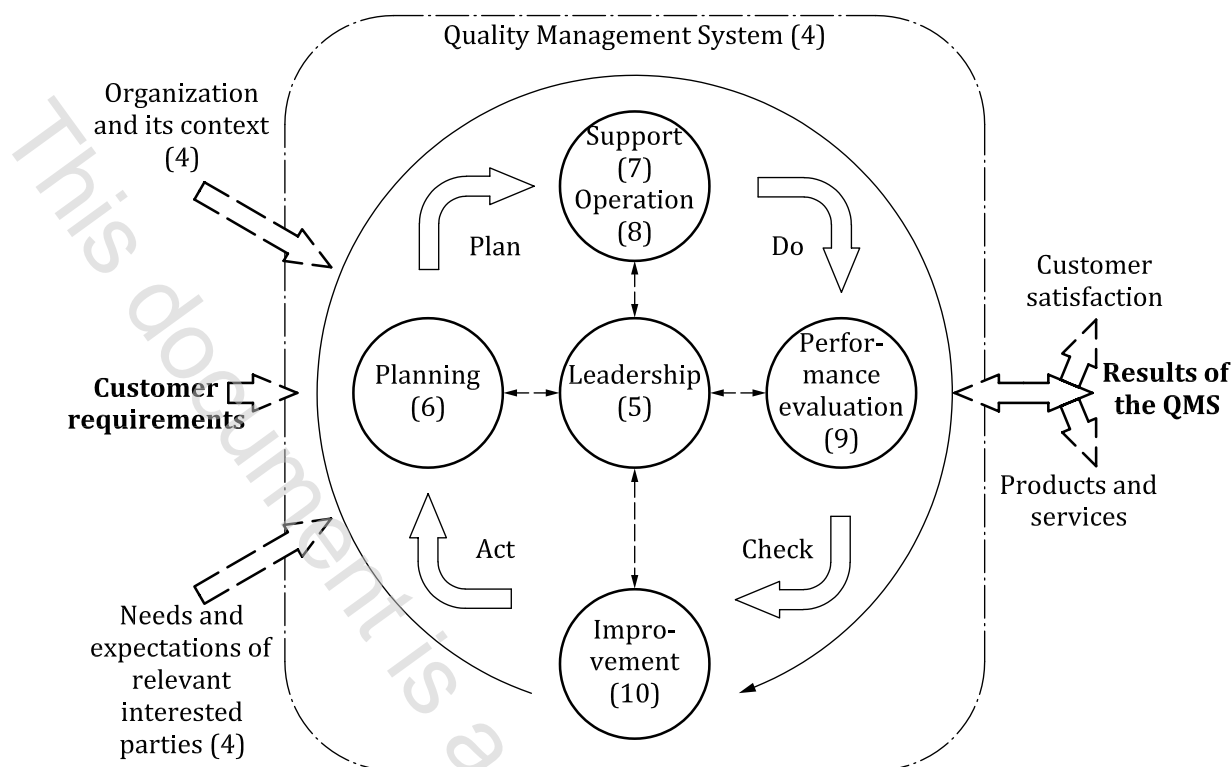 Quality Management System (4)
Organization
and its context
(4)
Support
(7)
Operation
(8)
Plan
Do
Customer
satisfaction
Customer
requirements
Planning
(6)
Leadership
(5)
Perfor-
mance
evaluation
(9)
Results of
the QMS
Products and
services
Act
Check
Needs and
expectations of
relevant
interested
parties (4)
Impro-
vement
(10)
This document is a